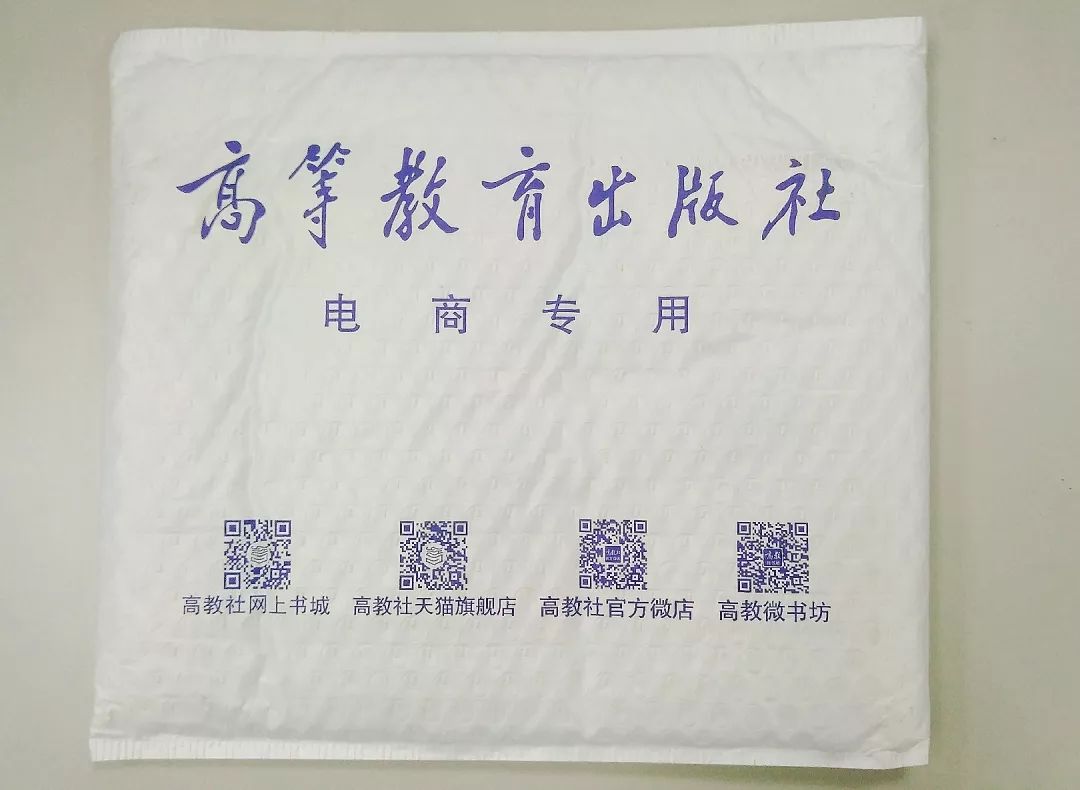 高等教育出版社
电商专用
高教社网上书城 高教社天猫旗舰店 高教社官方微店 高教微书坊